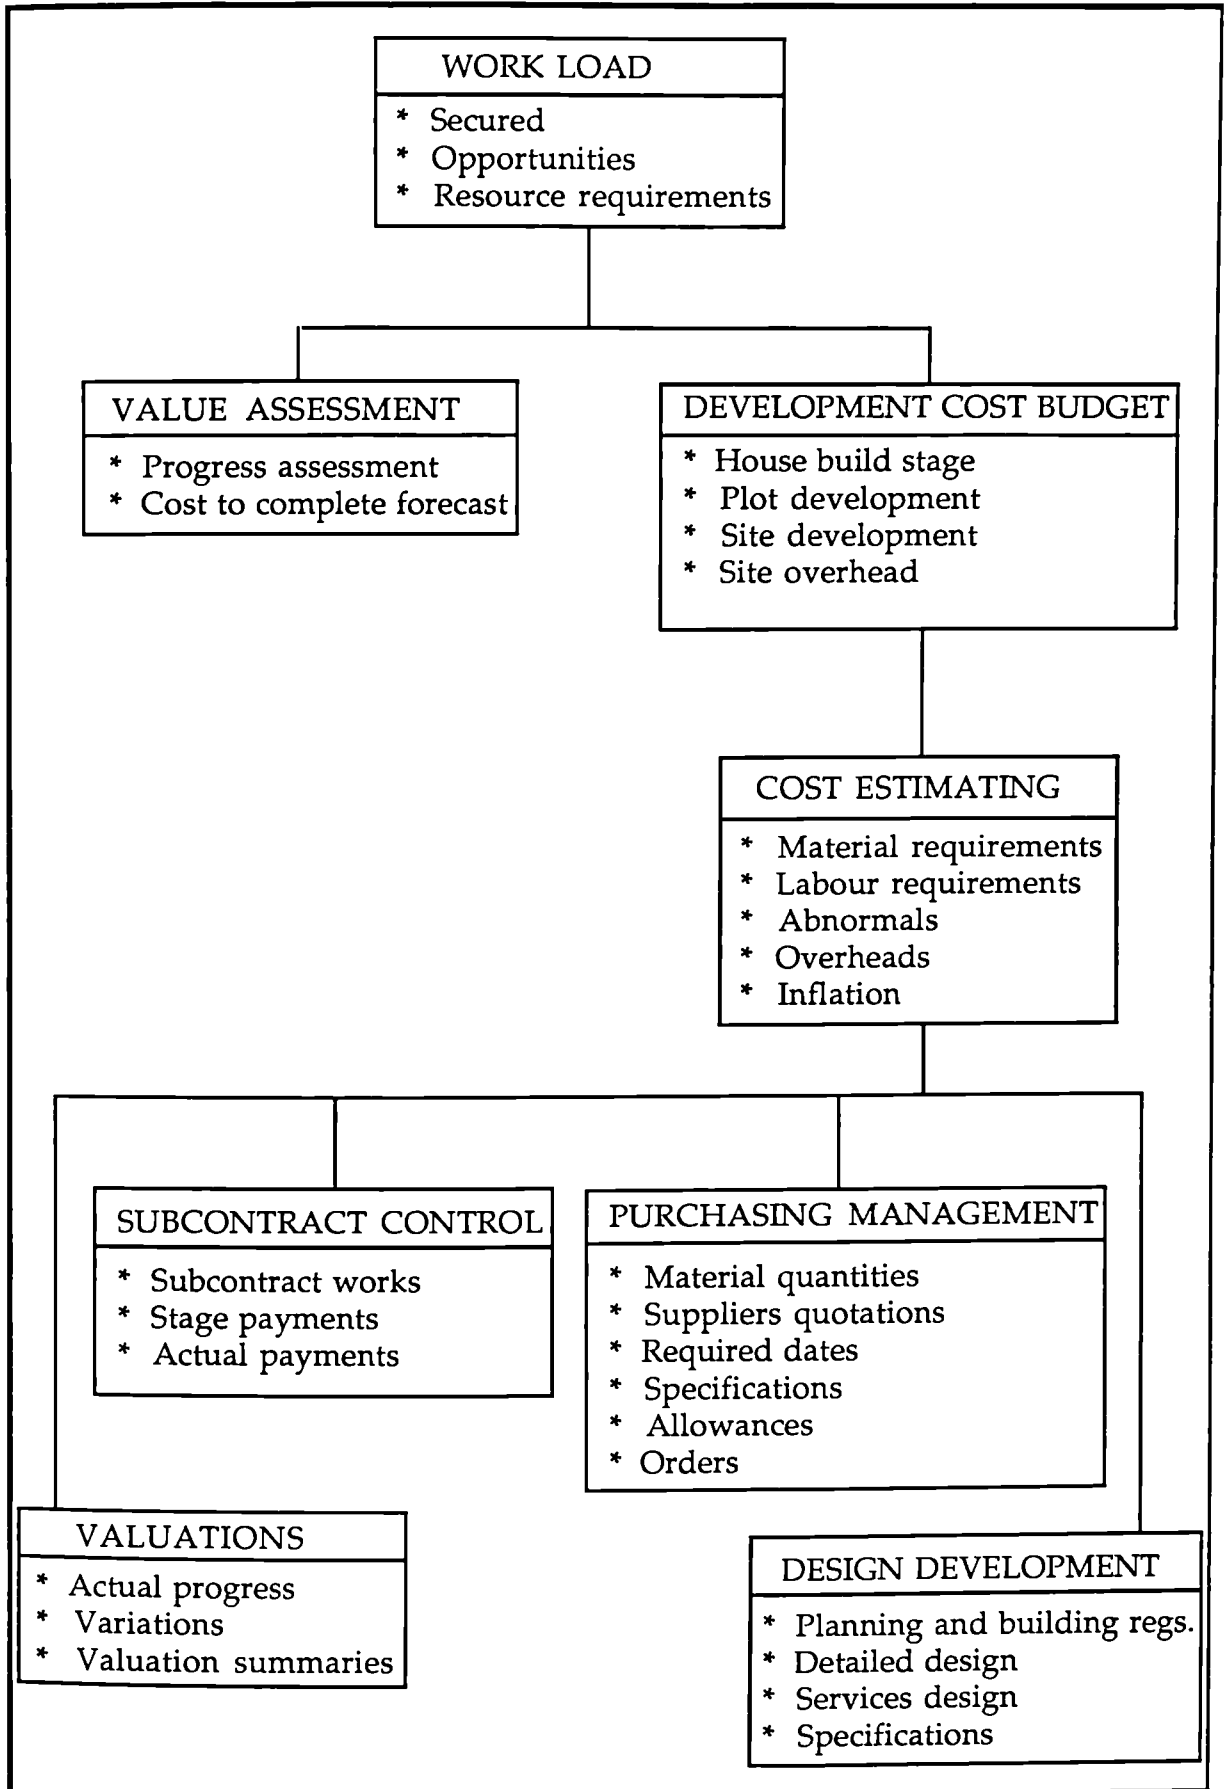 WORK LOAD
* Secured
* Opportunities
* Resource requirements
VALUE ASSESSMENT
* Progress assessment
* Cost to complete forecast
DEVELOPMENT COST BUDGET
* House build stage
* Plot development
* Site development
* Site overhead
COST ESTIMATING
* Material requirements
* Labour requirements
* Abnormals
* Overheads
* Inflation
SUBCONTRACT CONTROL
* Subcontract works
* Stage payments
* Actual payments
PURCHASING MANAGEMENT
* Material quantities
* Suppliers quotations
* Required dates
* Specifications
* Allowances
* Orders
VALUATIONS
* Actual progress
* Variations
* Valuation summaries
DESIGN DEVELOPMENT
* Planning and building regs.
* Detailed design
* Services design
* Specifications